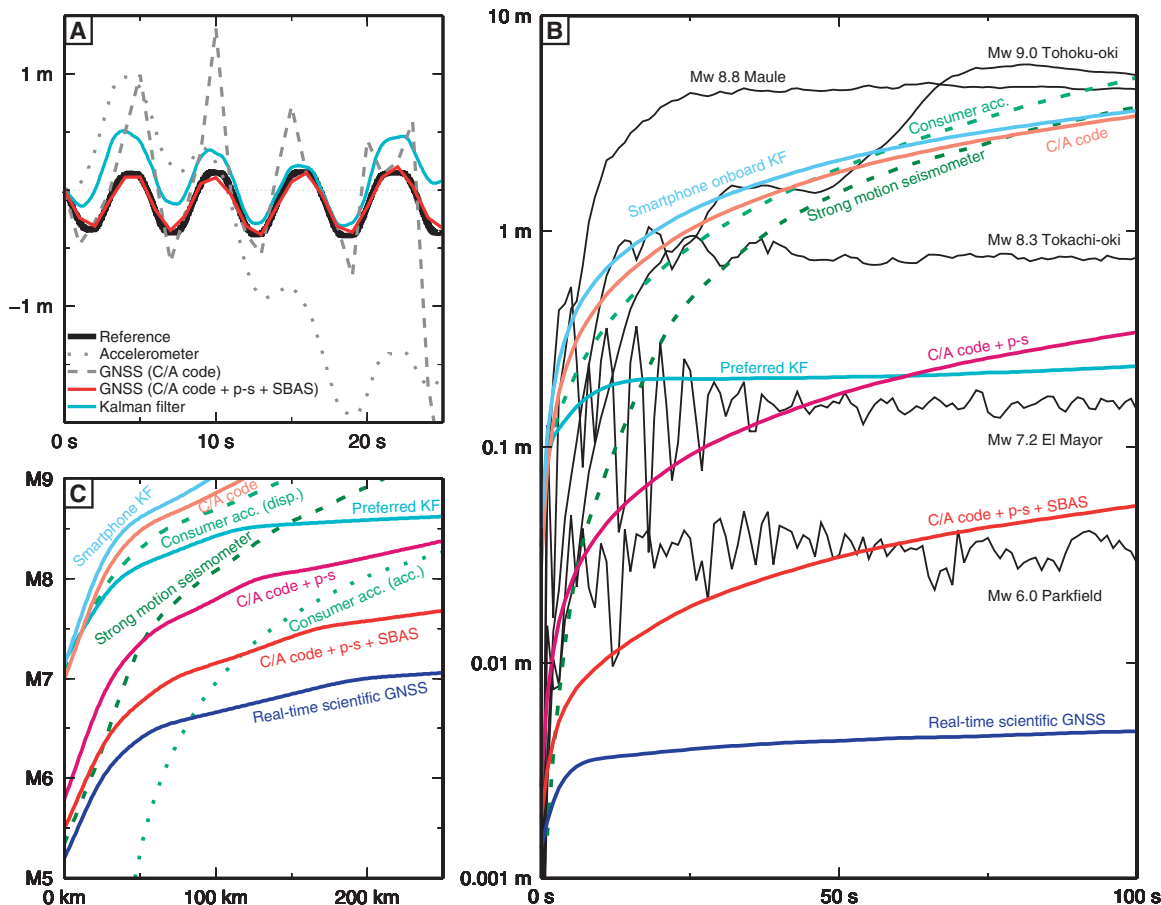 A
1 m
-1 m
Reference
Accelerometer
GNSS (C/A code)
GNSS (C/A code + p-s + SBAS)
Kalman filter
0 s
10 s
20 s
B
10 m
1 m
0.1 m
0.01 m
0.001 m
Mw 9.0 Tohoku-oki
Mw 8.8 Maule
Consumer acc.
Smartphone onboard KF
C/A code
Strong motion seismometer
Mw 8.3 Tokachi-oki
C/A code + p-s
Preferred KF
Mw 7.2 El Mayor
C/A code + p-s + SBAS
Mw 6.0 Parkfield
Real-time scientific GNSS
0 s
50 s
100 s
C
M9
M8
M7
M6
M5
Smartphone KF
C/A code
Consumer acc. (disp.)
Preferred KF
Strong motion seismometer
C/A code + p-s
Consumer acc. (acc.)
C/A code + p-s + SBAS
Real-time scientific GNSS
0 km
100 km
200 km